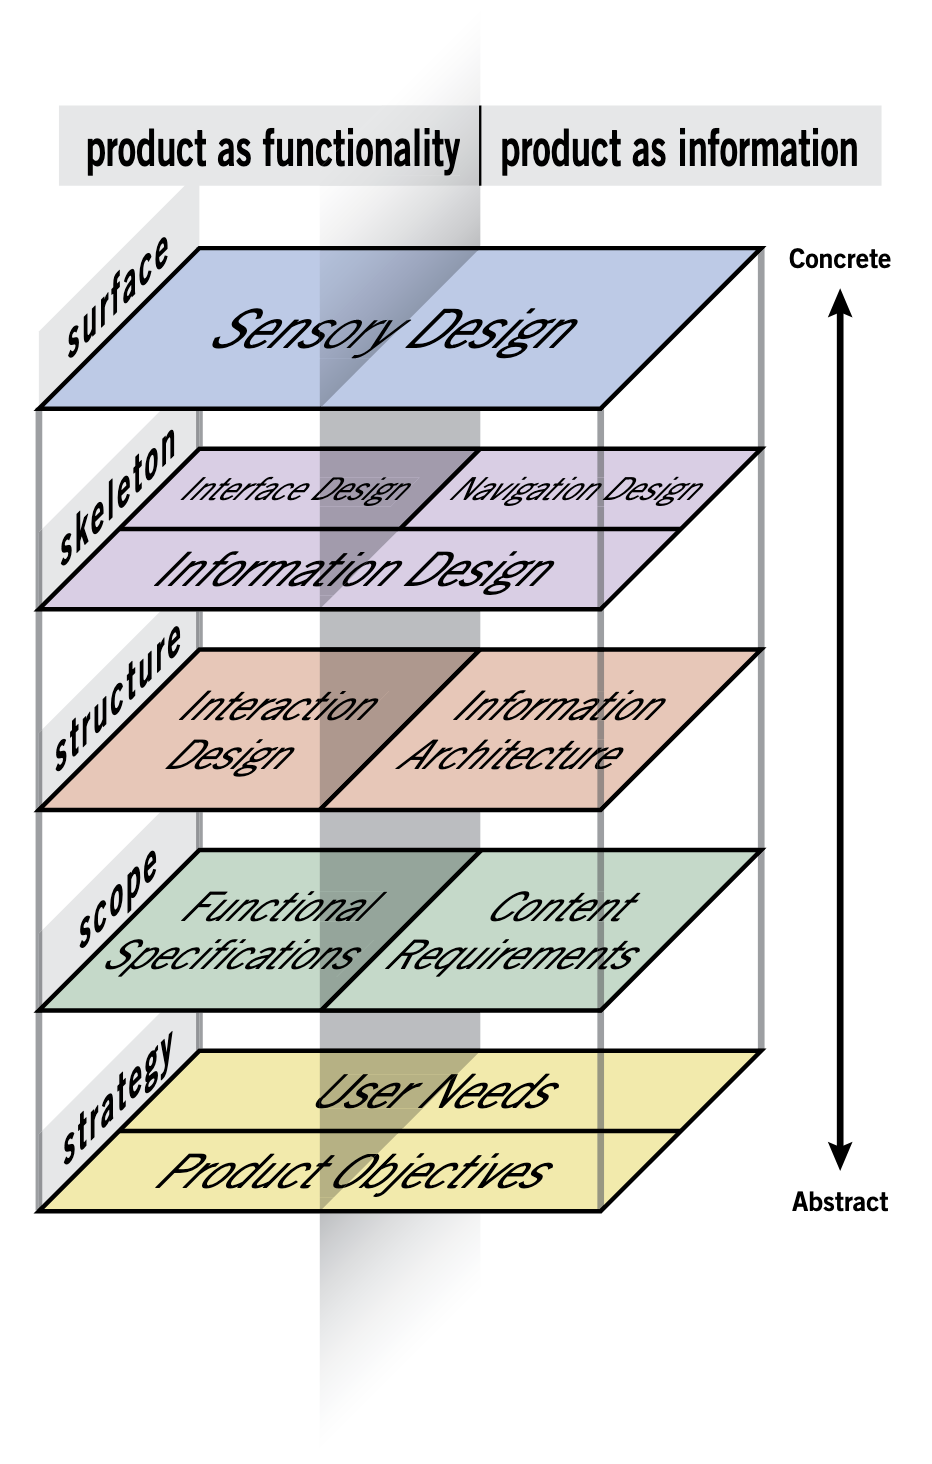 product as functionality
product as information
surface
Concrete
Sensory Design
skeleton
Interface Design
Navigation Design
Information Design
structure
Interaction
Design
Information
Architecture
scope
Functional
Specifications
Content
Requirements
strategy
User Needs
Product Objectives
Abstract